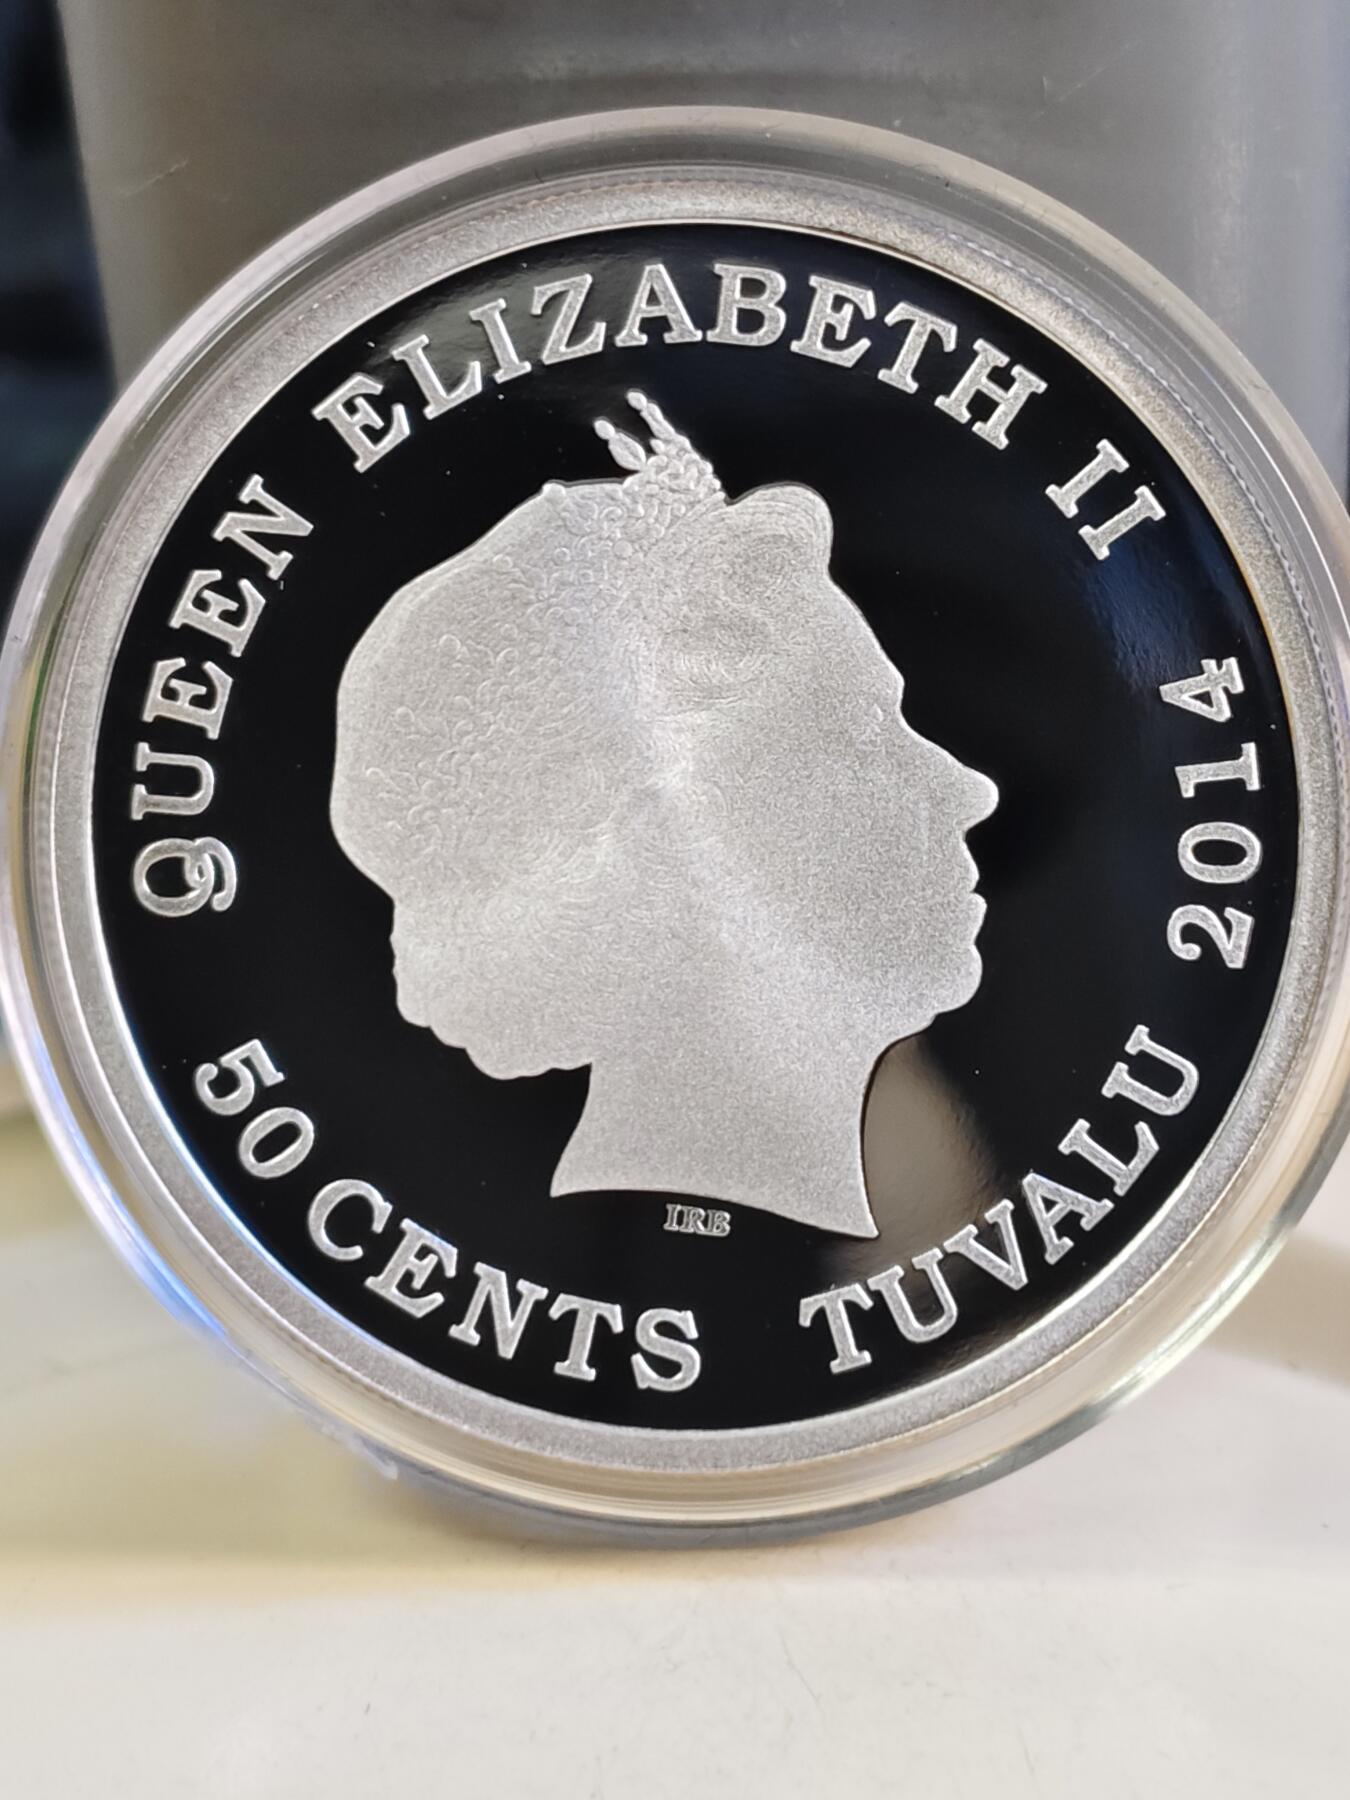 QUEEN ELIZABETH II
50 CENTS TUVALU 2014
IRB